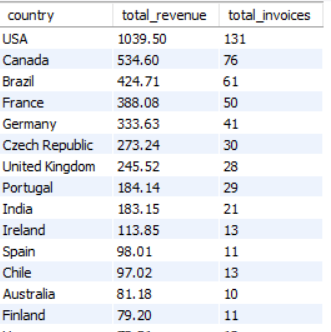 country total_revenue total_invoices
USA 1039.50 131
Canada 534.60 76
Brazil 424.71 61
France 388.08 50
Germany 333.63 41
Czech Republic 273.24 30
United Kingdom 245.52 28
Portugal 184.14 29
India 183.15 21
Ireland 113.85 13
Spain 98.01 11
Chile 97.02 13
Australia 81.18 10
Finland 79.20 11